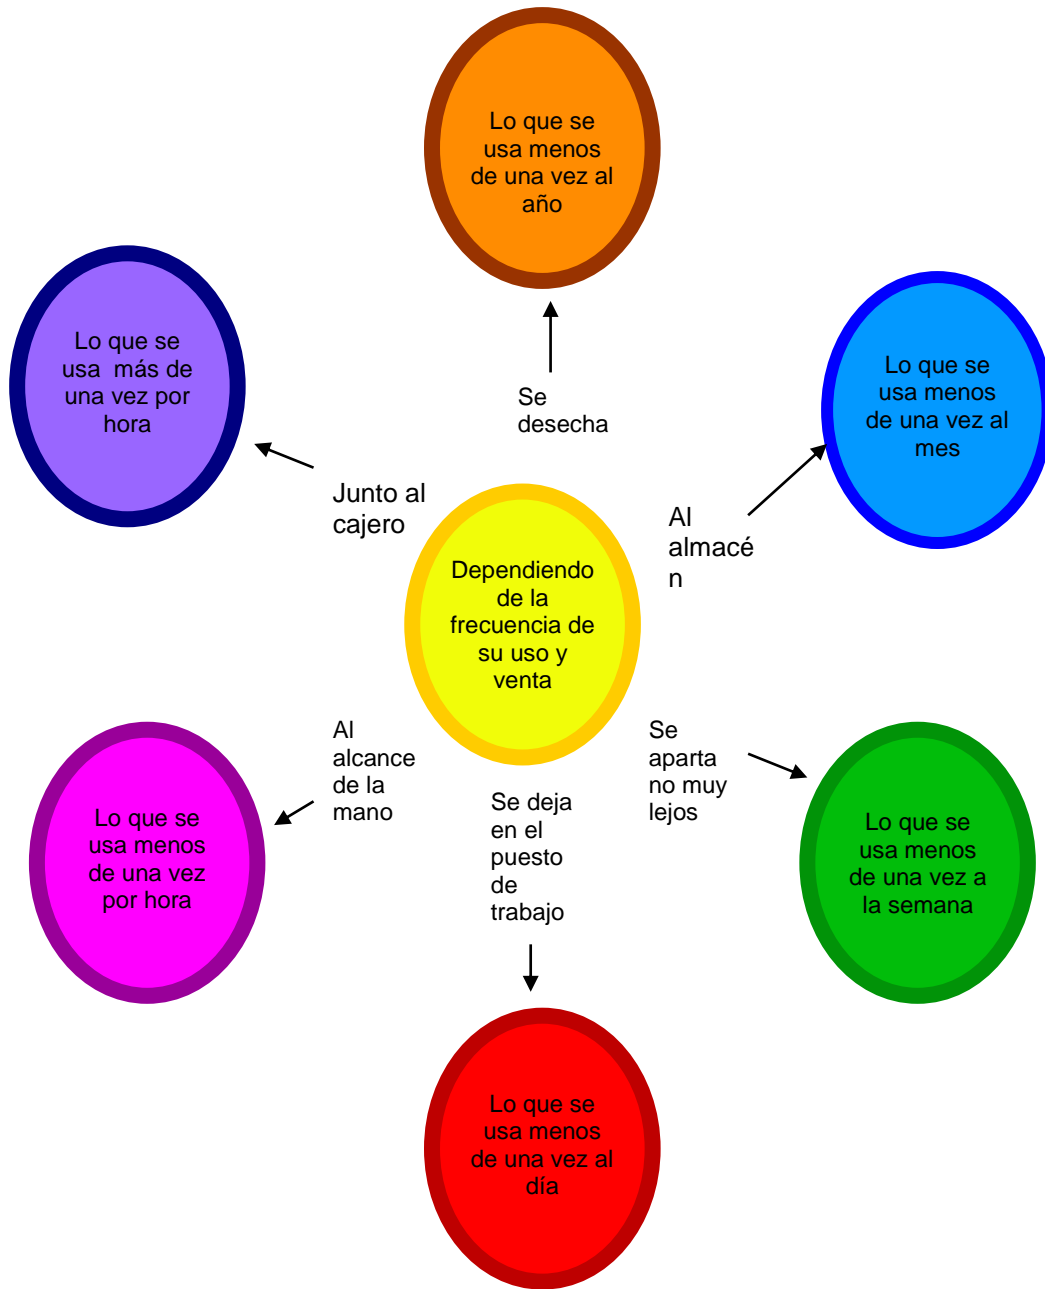 Lo que se
usa menos
de una vez al
año
Lo que se
usa más de
una vez por
hora
Se
desecha
Lo que se
usa menos
de una vez al
mes
Junto al
cajero
Al
almacé
n
Dependiendo
de la
frecuencia de
su uso y
venta
Al
alcance
de la
mano
Se
aparta
no muy
lejos
Lo que se
usa menos
de una vez
por hora
Se deja
en el
puesto
de
trabajo
Lo que se
usa menos
de una vez a
la semana
Lo que se
usa menos
de una vez al
día